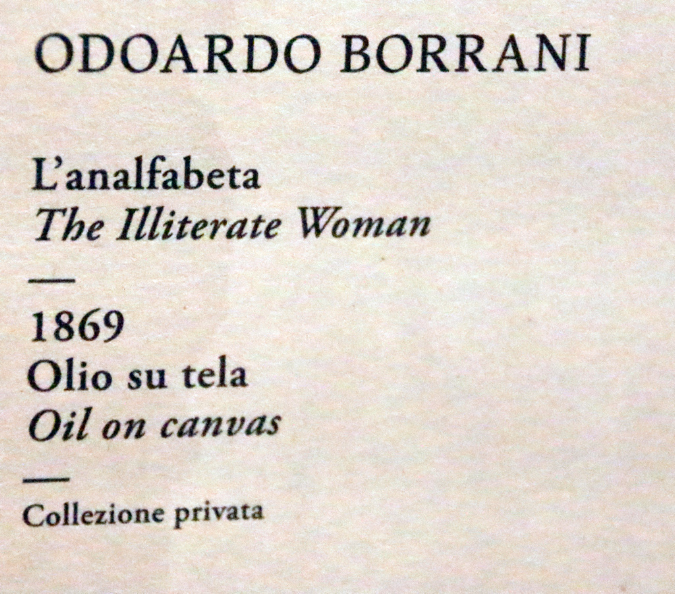 ODOARDO BORRANI
L'analfabeta
The Illiterate Woman
—
1869
Olio su tela
Oil on canvas
—
Collezione privata